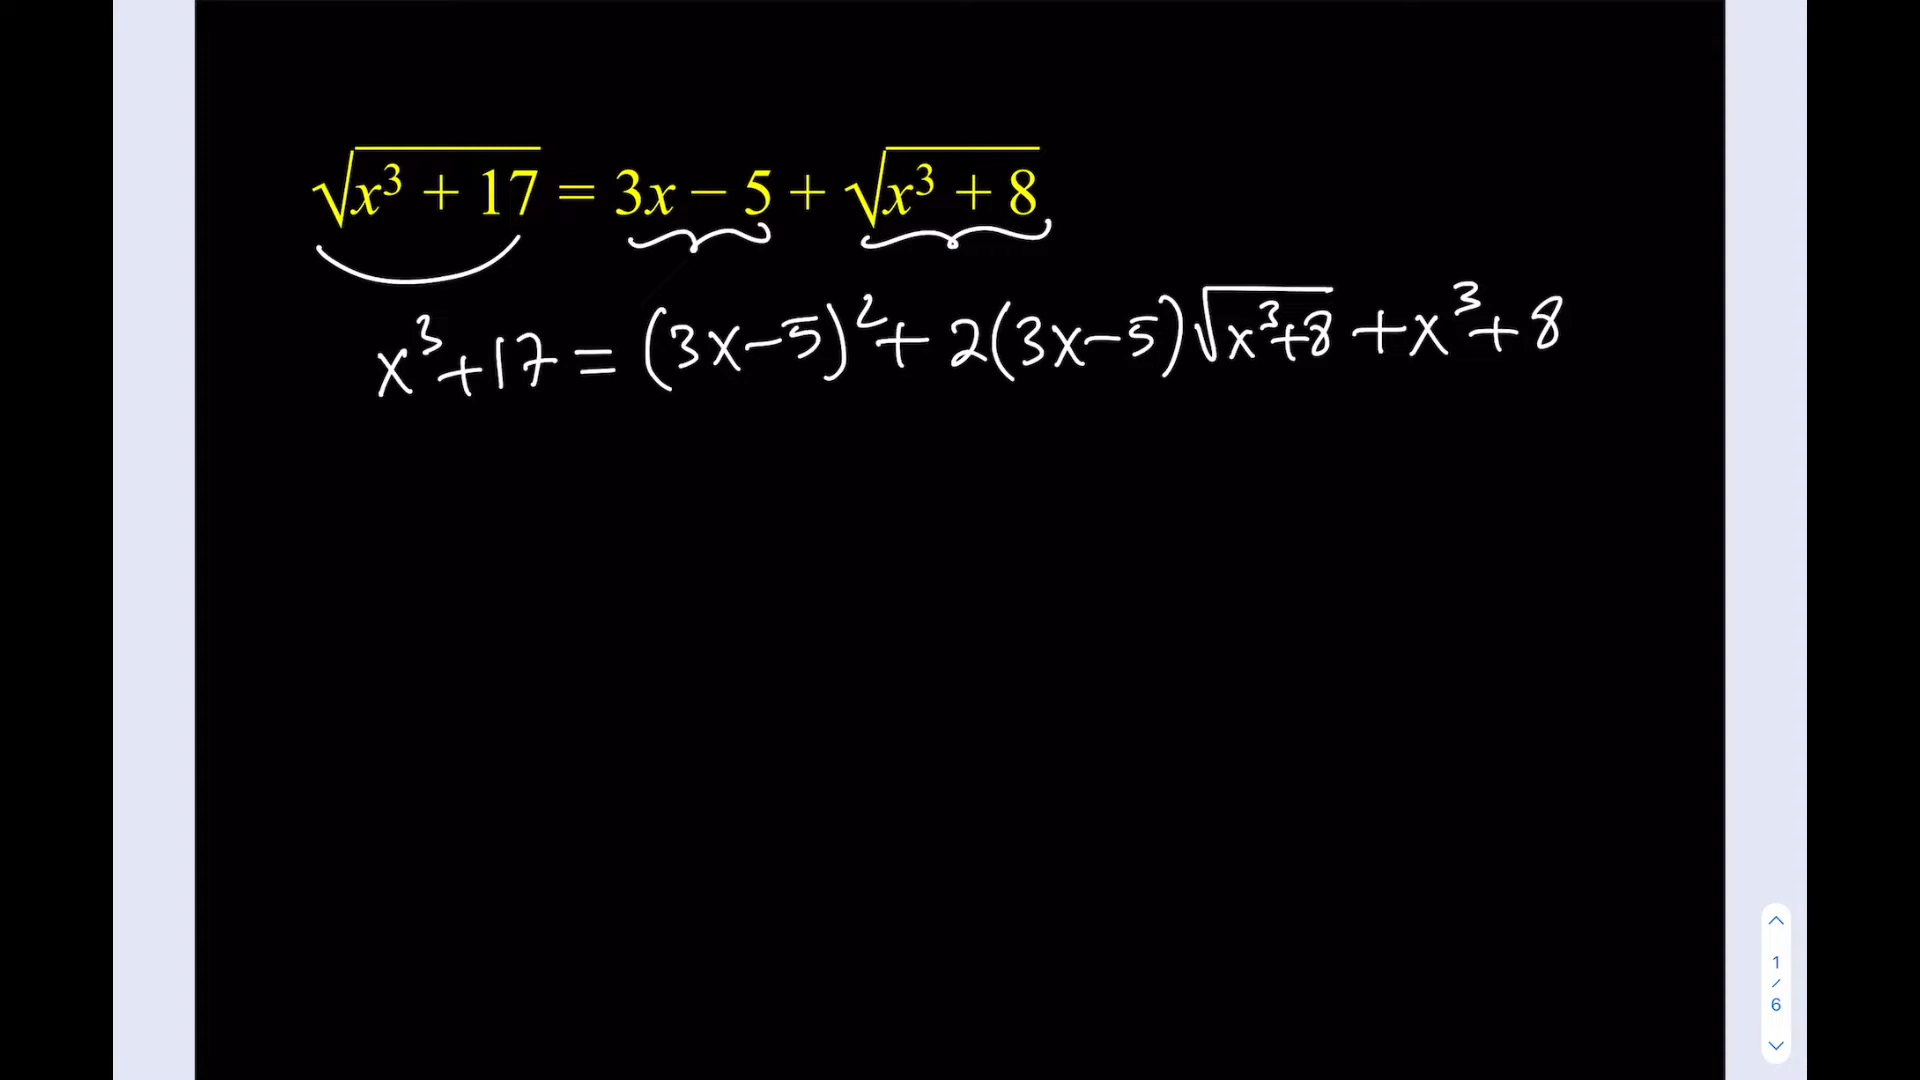 √(x³ + 17) = 3x − 5 + √(x³ + 8)
x³+17 = (3x−5)²+ 2(3x−5)√(x³+8) + x³+8
1
/
6